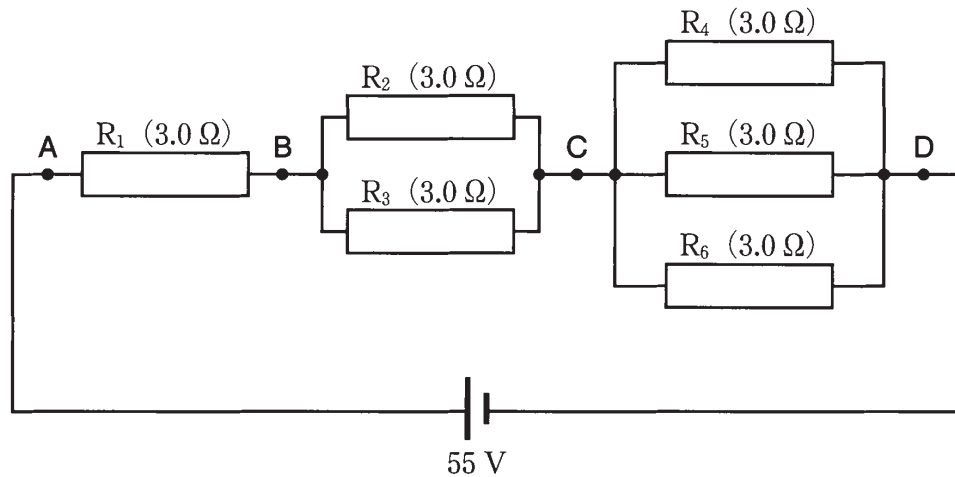 R₄ (3.0 Ω)
R₂ (3.0 Ω)
A R₁ (3.0 Ω) B C R₅ (3.0 Ω) D
R₃ (3.0 Ω)
R₆ (3.0 Ω)
55 V